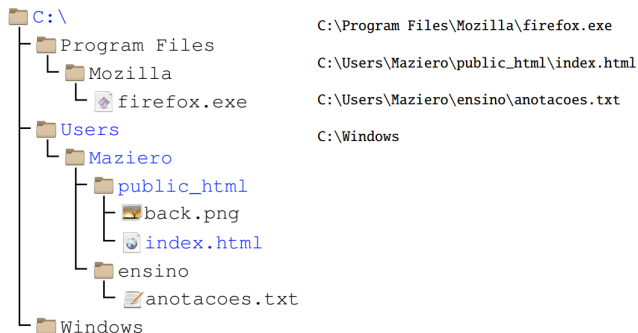 C:\
Program Files
Mozilla
firefox.exe
Users
Maziero
public_html
back.png
index.html
ensino
anotacoes.txt
Windows
C:\Program Files\Mozilla\firefox.exe
C:\Users\Maziero\public_html\index.html
C:\Users\Maziero\ensino\anotacoes.txt
C:\Windows